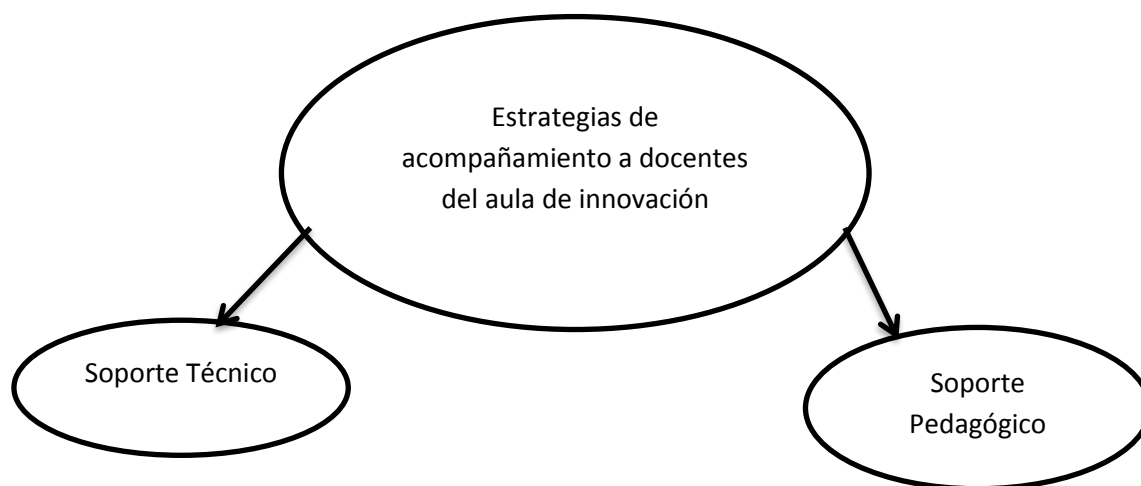 Estrategias de
acompañamiento a docentes
del aula de innovación
Soporte Técnico
Soporte
Pedagógico